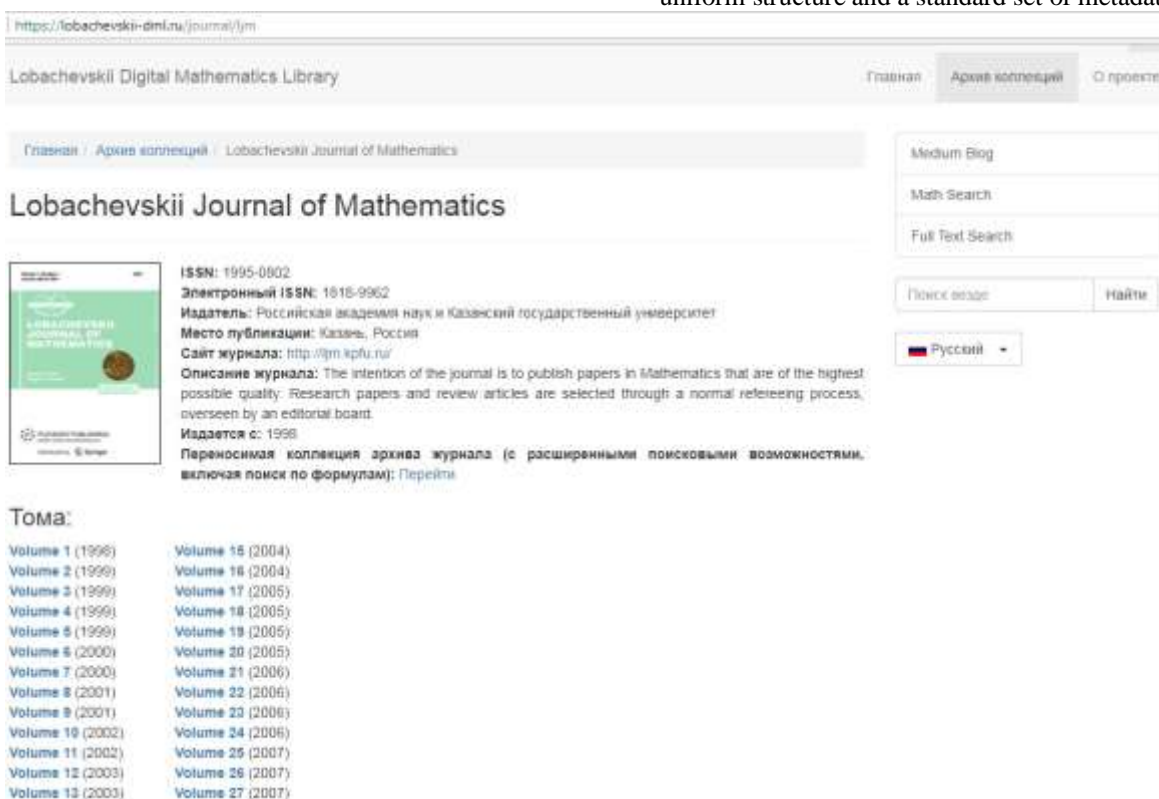 uniform structure and a standard set of metadat
https://lobachevskii-dml.ru/journal/ljm
Lobachevskii Digital Mathematics Library
Главная
Архив коллекций
О проекте
Главная / Архив коллекций / Lobachevskii Journal of Mathematics
Lobachevskii Journal of Mathematics
LOBACHEVSKII
JOURNAL OF
MATHEMATICS
Springer
ISSN: 1995-0802
Электронный ISSN: 1818-9962
Издатель: Российская академия наук и Казанский государственный университет
Место публикации: Казань, Россия
Сайт журнала: http://ljm.kpfu.ru/
Описание журнала: The intention of the journal is to publish papers in Mathematics that are of the highest
possible quality. Research papers and review articles are selected through a normal refereeing process,
overseen by an editorial board.
Издается с: 1998
Переносимая коллекция архива журнала (с расширенными поисковыми возможностями,
включая поиск по формулам): Перейти
Medium Blog
Math Search
Full Text Search
Поиск везде
Найти
Русский
Тома:
Volume 1 (1998)
Volume 2 (1999)
Volume 3 (1999)
Volume 4 (1999)
Volume 5 (1999)
Volume 6 (2000)
Volume 7 (2000)
Volume 8 (2001)
Volume 9 (2001)
Volume 10 (2002)
Volume 11 (2002)
Volume 12 (2003)
Volume 13 (2003)
Volume 15 (2004)
Volume 16 (2004)
Volume 17 (2005)
Volume 18 (2005)
Volume 19 (2005)
Volume 20 (2005)
Volume 21 (2006)
Volume 22 (2006)
Volume 23 (2006)
Volume 24 (2006)
Volume 25 (2007)
Volume 26 (2007)
Volume 27 (2007)